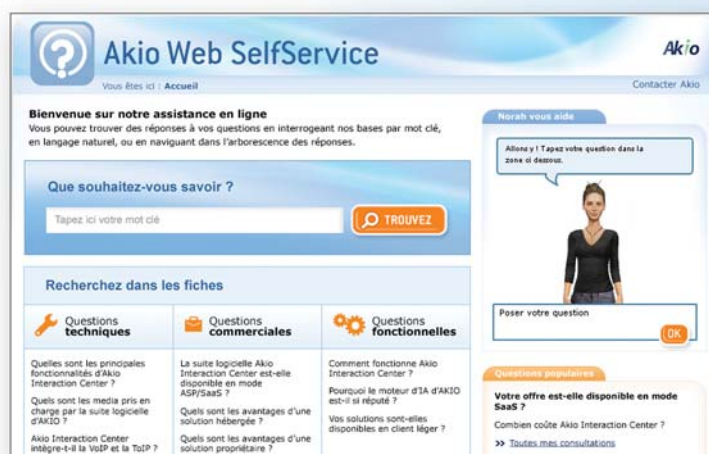 Akio Web SelfService
Akio
Vous êtes ici : Accueil
Contacter Akio
Bienvenue sur notre assistance en ligne
Vous pouvez trouver des réponses à vos questions en interrogeant nos bases par mot clé,
en langage naturel, ou en naviguant dans l'arborescence des réponses.
Que souhaitez-vous savoir ?
Tapez ici votre mot clé
TROUVEZ
Recherchez dans les fiches
Questions
techniques
Quelles sont les principales
fonctionnalités d'Akio
Interaction Center ?
Quels sont les media pris en
charge par la suite logicielle
d'AKIO ?
Akio Interaction Center
intègre-t-il la VoIP et la ToIP ?
Questions
commerciales
La suite logicielle Akio
Interaction Center est-elle
disponible en mode
ASP/SaaS ?
Quels sont les avantages d'une
solution hébergée ?
Quels sont les avantages d'une
solution propriétaire ?
Questions
fonctionnelles
Comment fonctionne Akio
Interaction Center ?
Pourquoi le moteur d'IA d'AKIO
est-il si réputé ?
Vos solutions sont-elles
disponibles en client léger ?
Norah vous aide
Allons y ! Tapez votre question dans la
zone ci dessous.
Poser votre question
OK
Questions populaires
Votre offre est-elle disponible en mode
SaaS ?
Combien coûte Akio Interaction Center ?
>> Toutes mes consultations